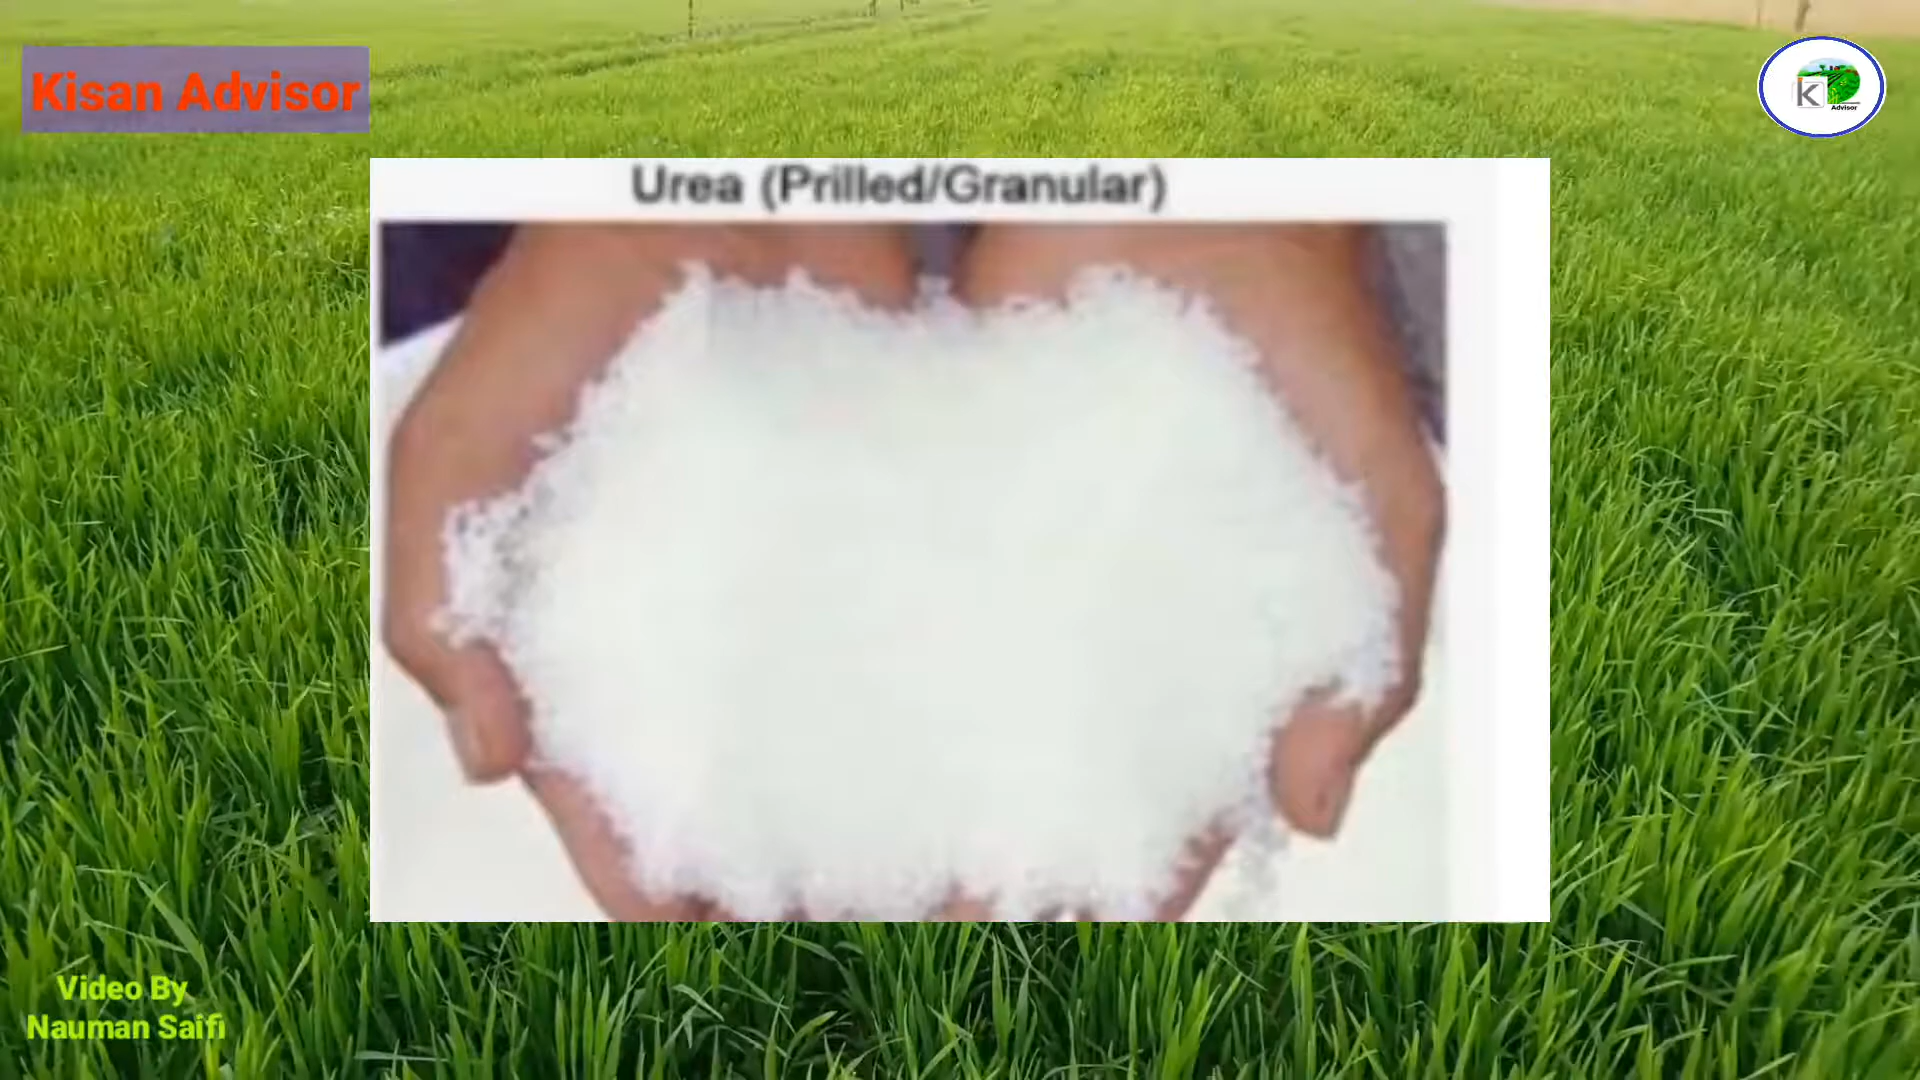 Kisan Advisor
K
Advisor
Urea (Prilled/Granular)
Video By
Nauman Saifi